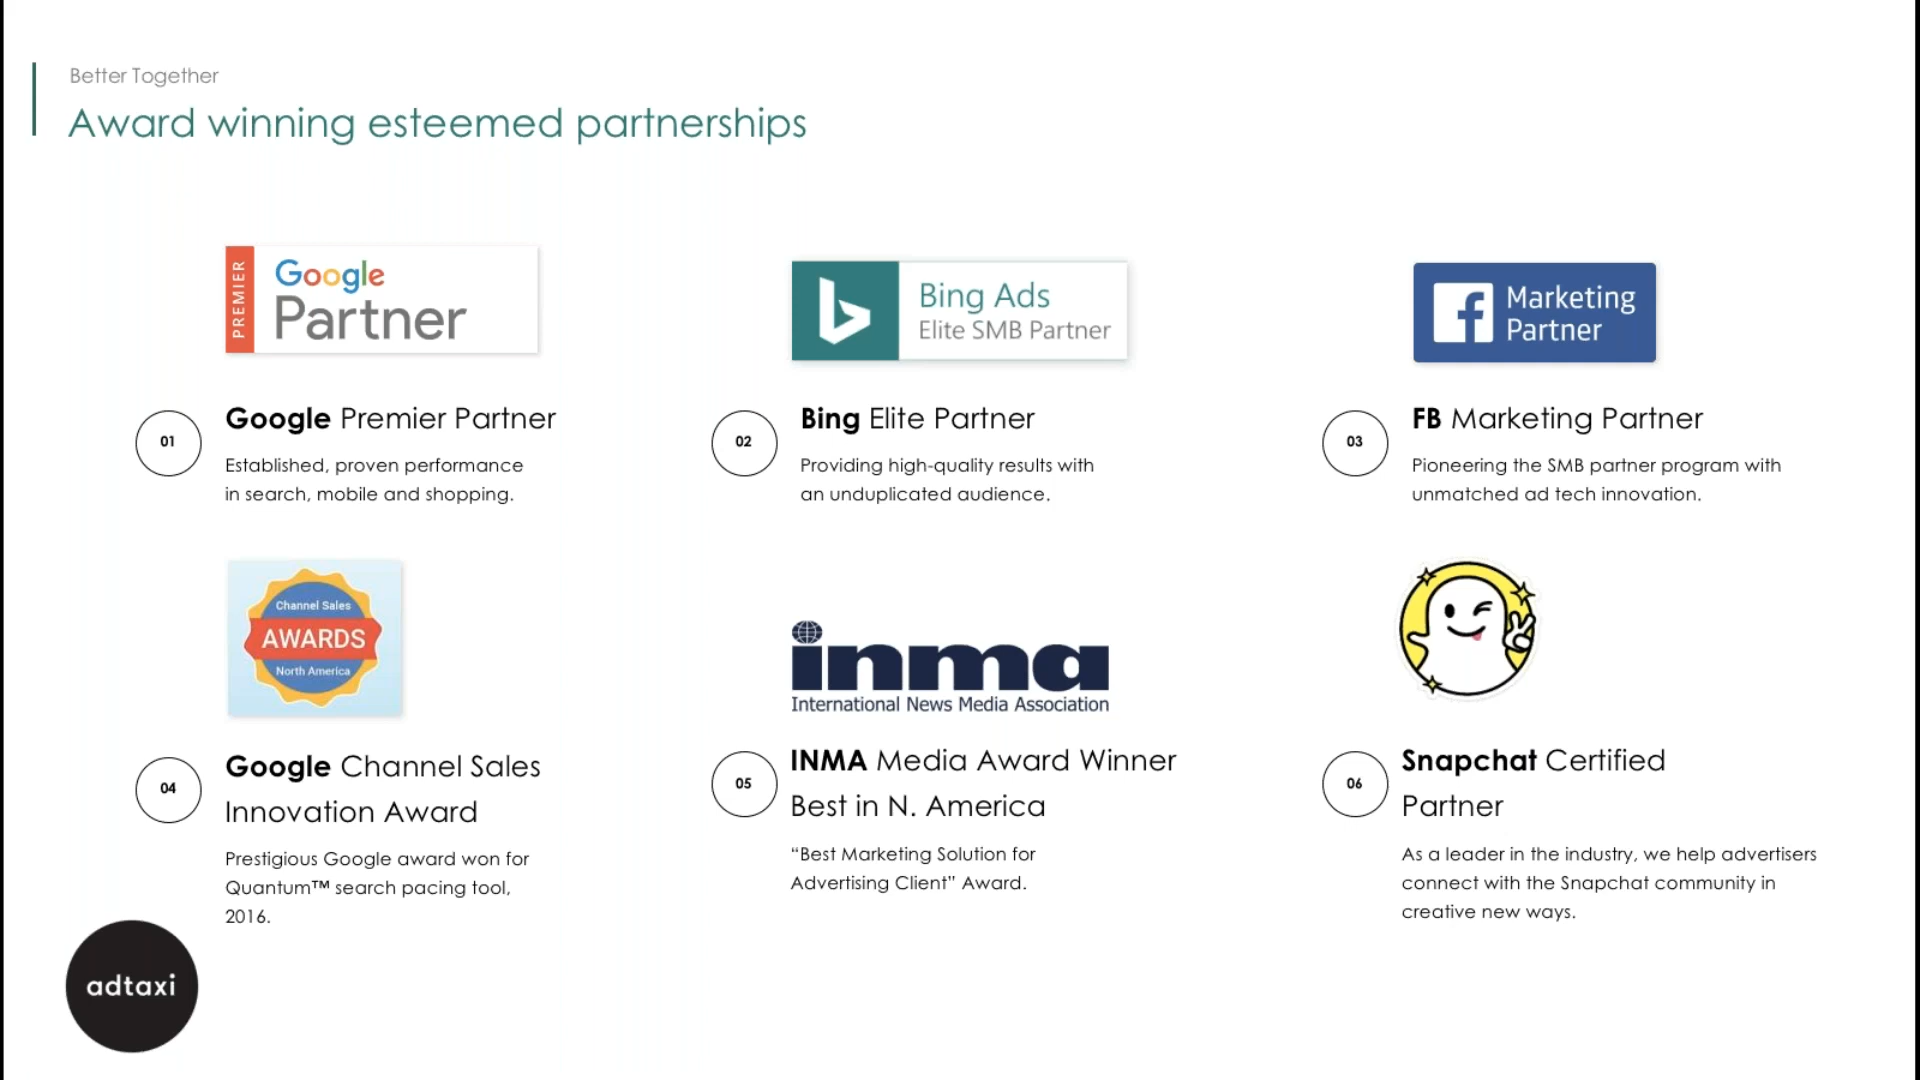 Better Together
Award winning esteemed partnerships
PREMIER
Google
Partner
Bing Ads
Elite SMB Partner
Marketing
Partner
01
Google Premier Partner
Established, proven performance
in search, mobile and shopping.
02
Bing Elite Partner
Providing high-quality results with
an unduplicated audience.
03
FB Marketing Partner
Pioneering the SMB partner program with
unmatched ad tech innovation.
Channel Sales
AWARDS
North America
inma
International News Media Association
04
Google Channel Sales
Innovation Award
Prestigious Google award won for
Quantum™ search pacing tool,
2016.
05
INMA Media Award Winner
Best in N. America
“Best Marketing Solution for
Advertising Client” Award.
06
Snapchat Certified
Partner
As a leader in the industry, we help advertisers
connect with the Snapchat community in
creative new ways.
adtaxi